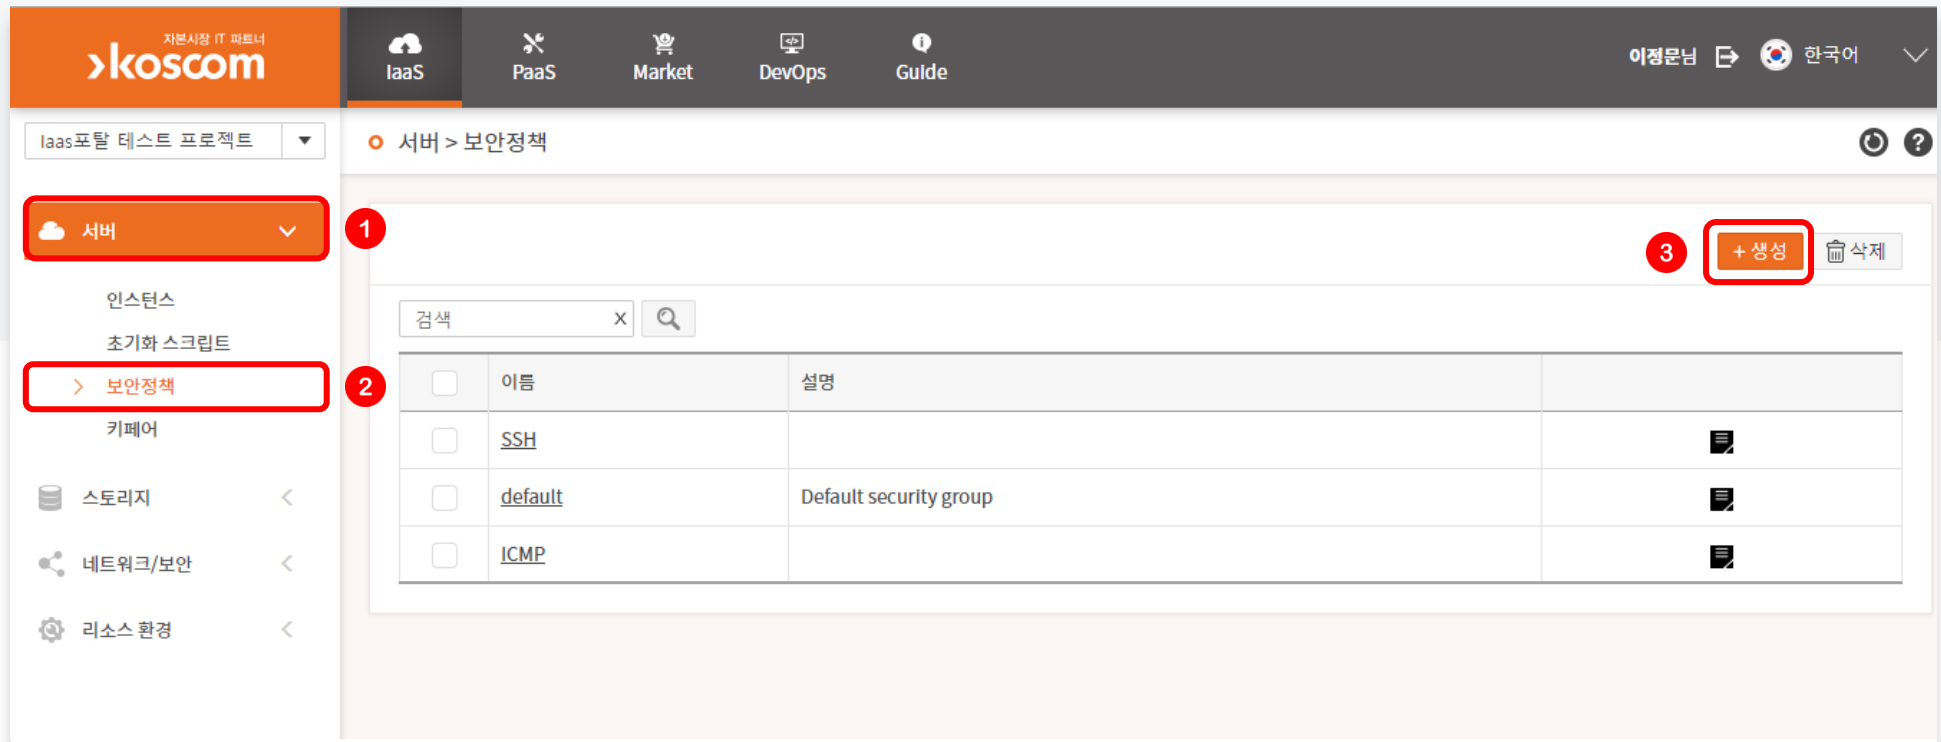 자본시장 IT 파트너
koscom
IaaS
PaaS
Market
DevOps
Guide
이정문님
한국어
Iaas포탈 테스트 프로젝트
서버 > 보안정책
서버
1
인스턴스
초기화 스크립트
보안정책
2
키페어
스토리지
네트워크/보안
리소스 환경
3
+ 생성
삭제
검색 X
이름 설명
SSH
default Default security group
ICMP